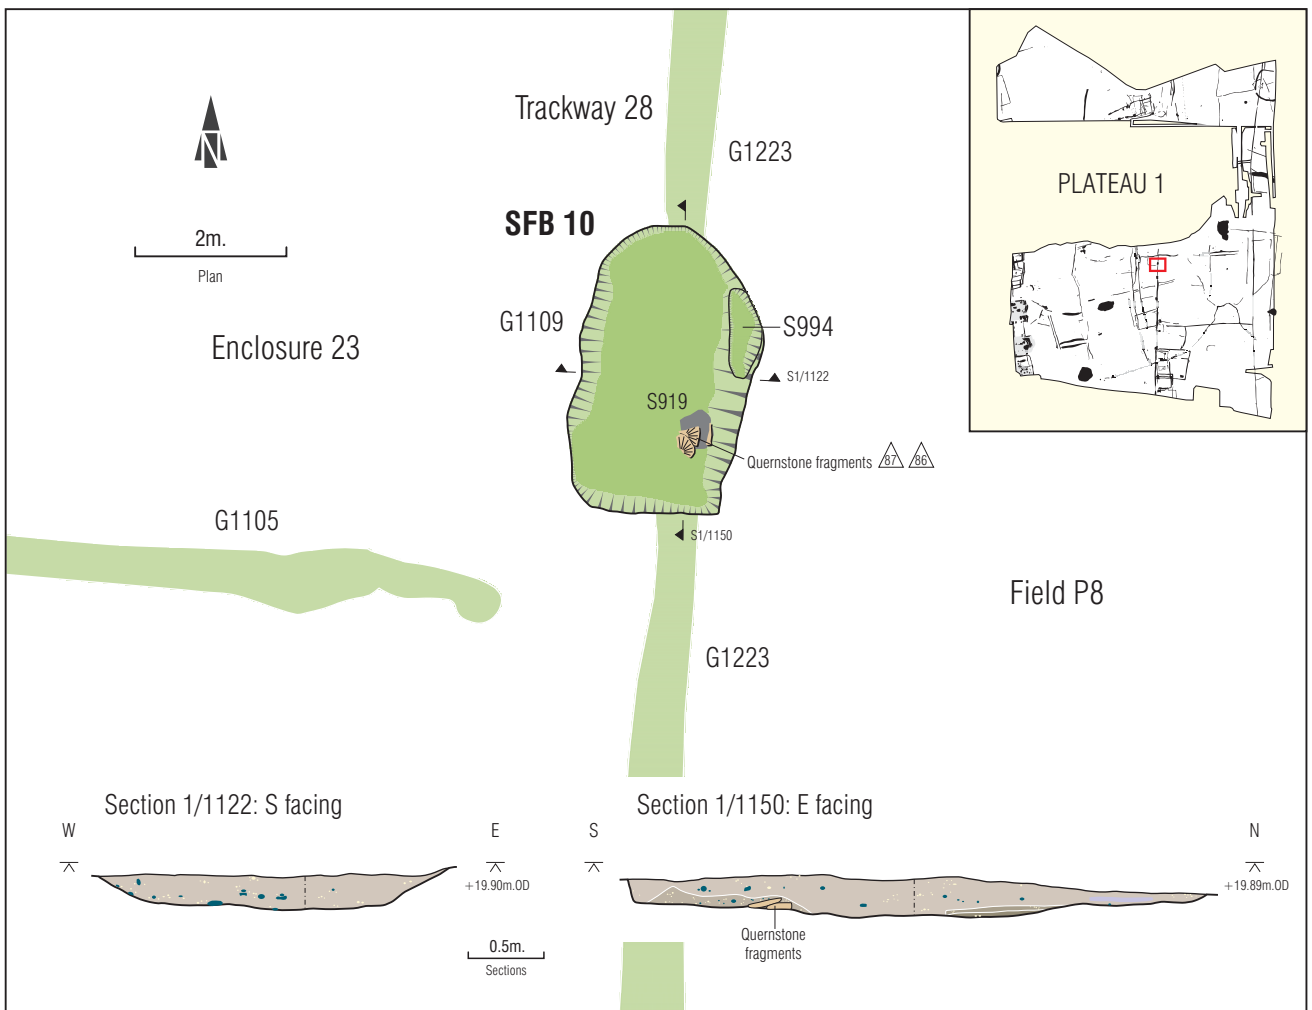 Trackway 28
G1223
PLATEAU 1
N
SFB 10
2m.
Plan
G1109
S994
Enclosure 23
S1/1122
S919
Quernstone fragments 87 86
G1105
S1/1150
Field P8
G1223
Section 1/1122: S facing
Section 1/1150: E facing
W
E
S
N
+19.90m.OD
+19.89m.OD
Quernstone
fragments
0.5m.
Sections